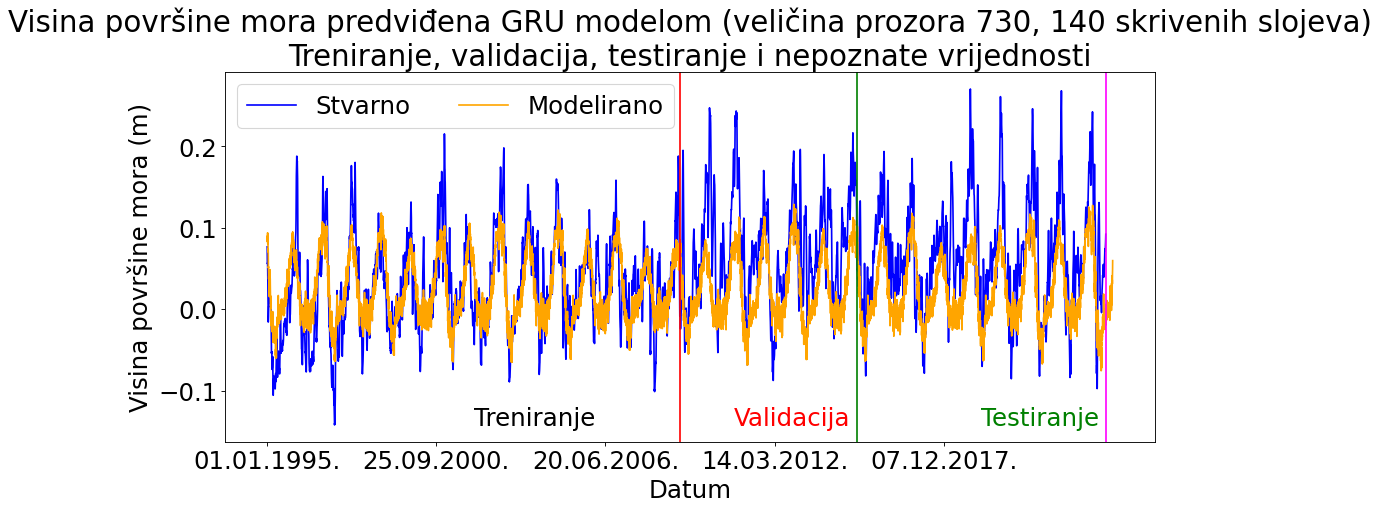 Visina površine mora predviđena GRU modelom (veličina prozora 730, 140 skrivenih slojeva)
Treniranje, validacija, testiranje i nepoznate vrijednosti
Stvarno Modelirano
Visina površine mora (m)
0.2
0.1
0.0
−0.1
Treniranje Validacija Testiranje
01.01.1995. 25.09.2000. 20.06.2006. 14.03.2012. 07.12.2017.
Datum